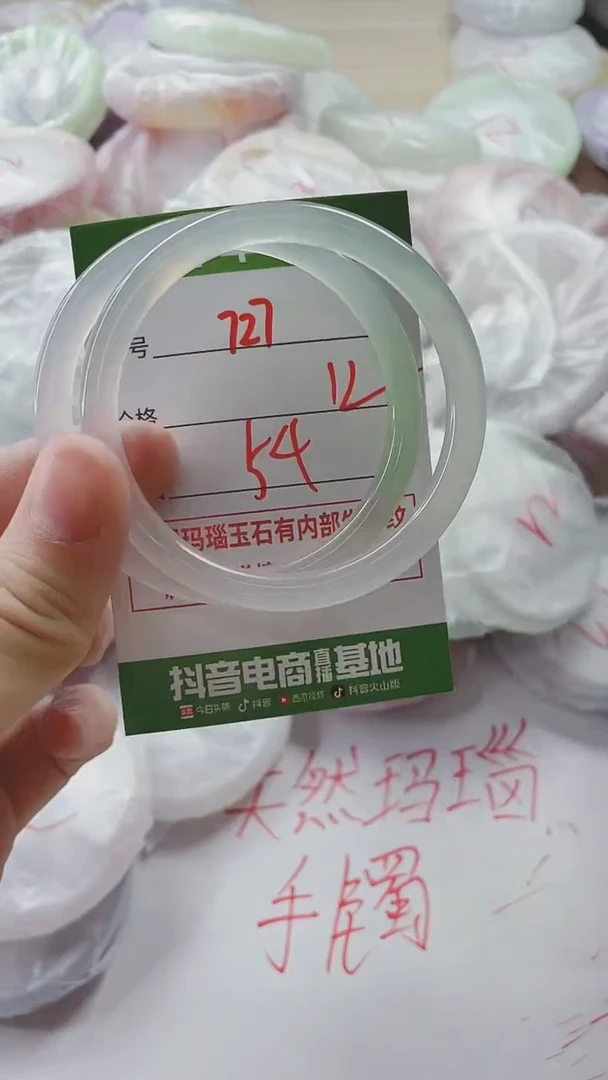 号 727
价格 12
54
玛瑙玉石有内部
抖音电商直播基地
今日头条 抖音 西瓜视频 抖音火山版
天然玛瑙
手镯